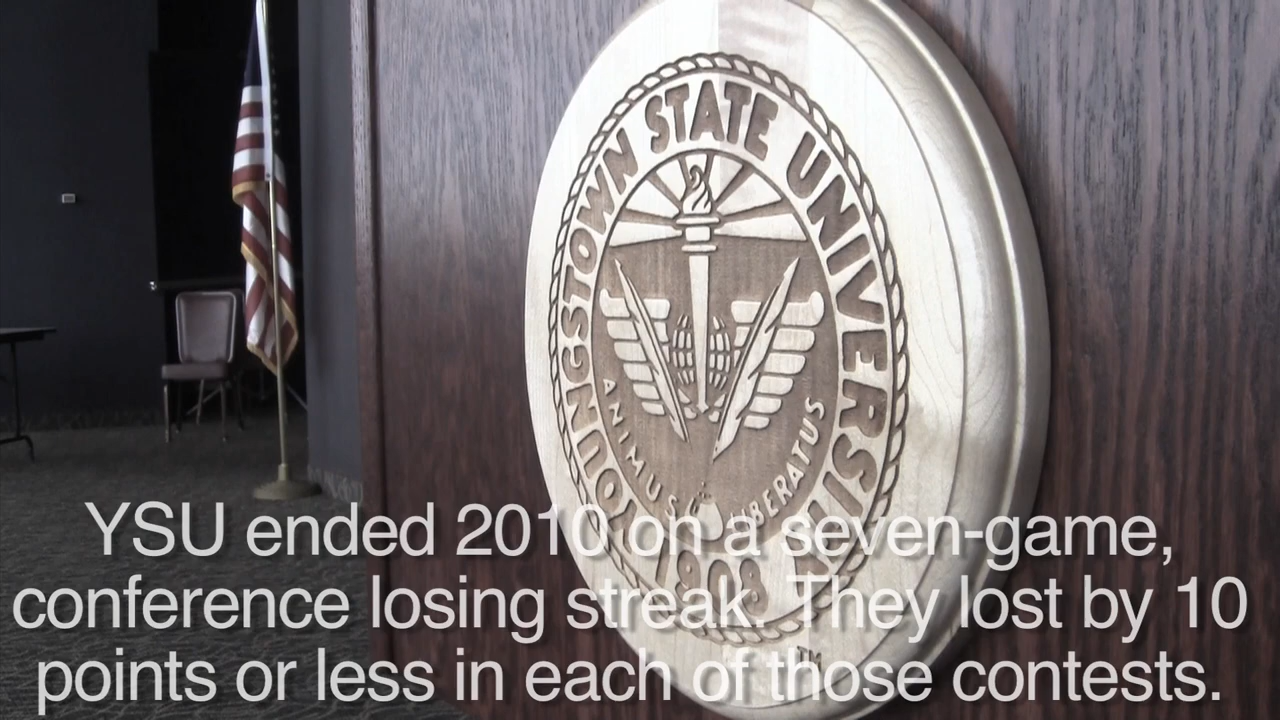 YOUNGSTOWN STATE UNIVERSITY
ANIMUS LIBERATUS
1908
TM
YSU ended 2010 on a seven-game,
conference losing streak. They lost by 10
points or less in each of those contests.